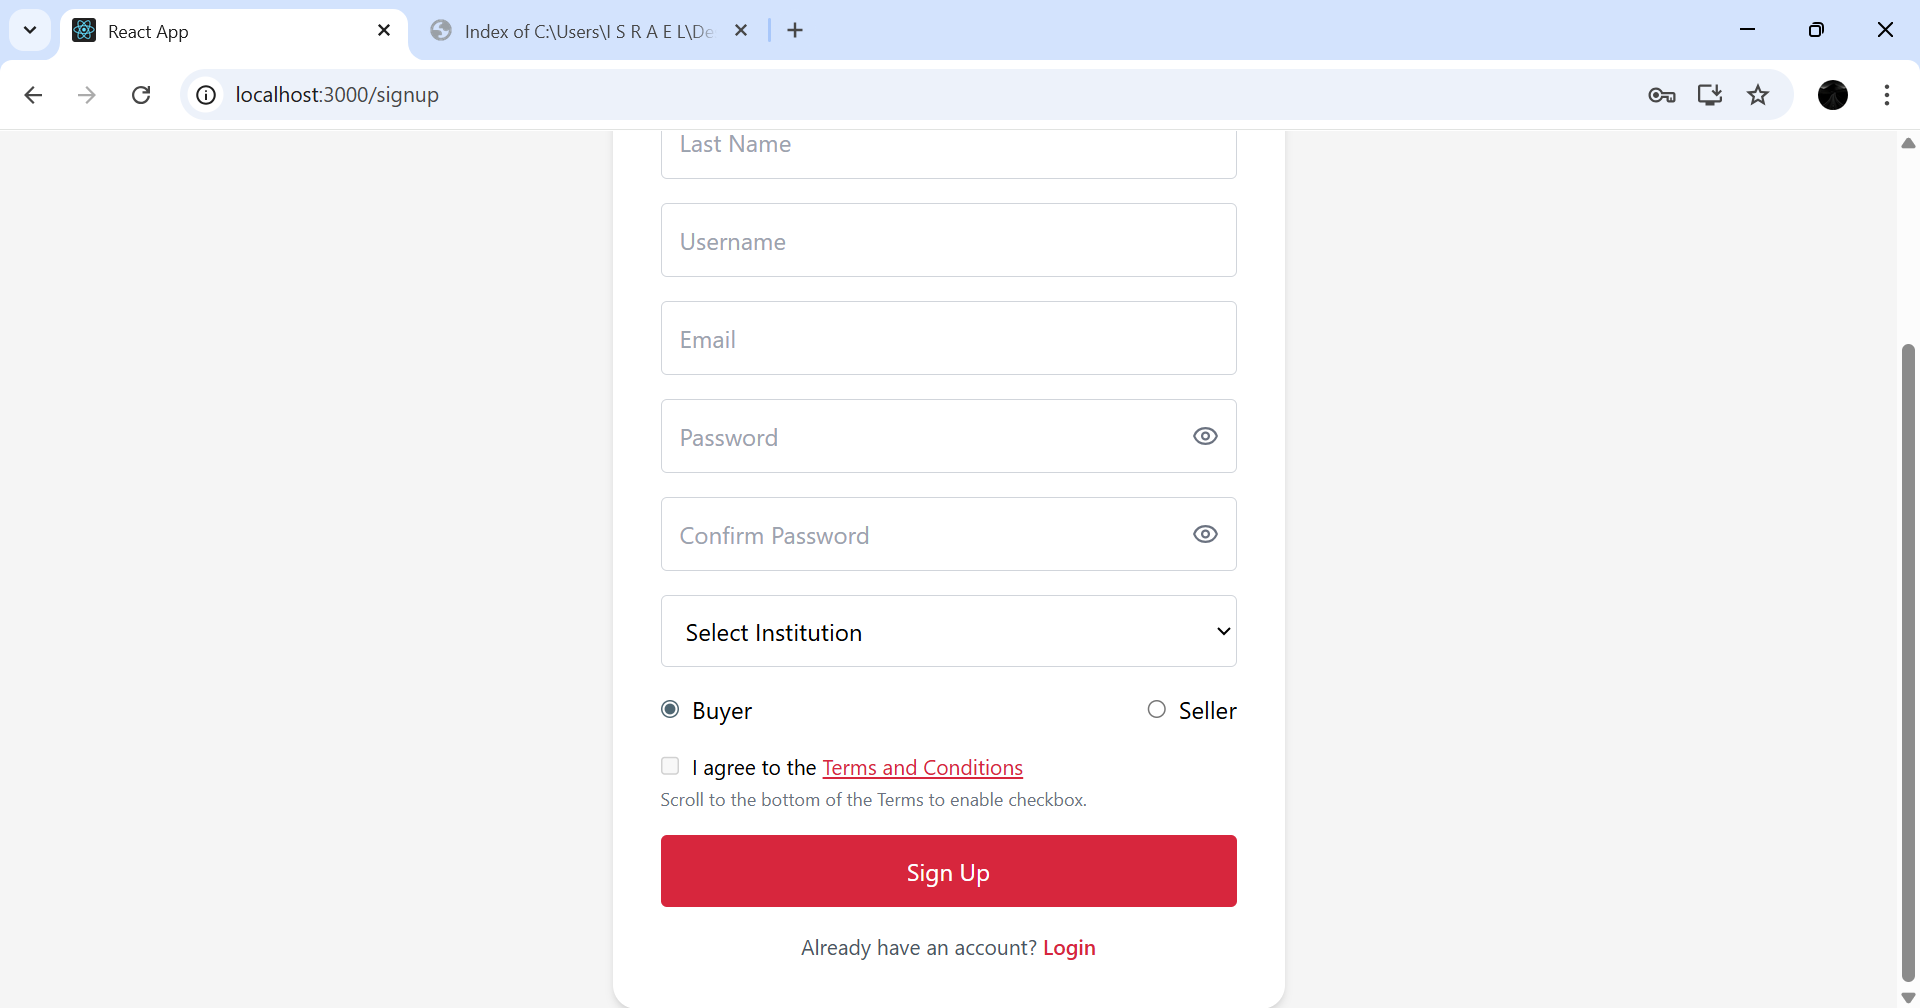 React App
Index of C:\Users\I S R A E L\De
localhost:3000/signup
Last Name
Username
Email
Password
Confirm Password
Select Institution
Buyer
Seller
I agree to the Terms and Conditions
Scroll to the bottom of the Terms to enable checkbox.
Sign Up
Already have an account? Login